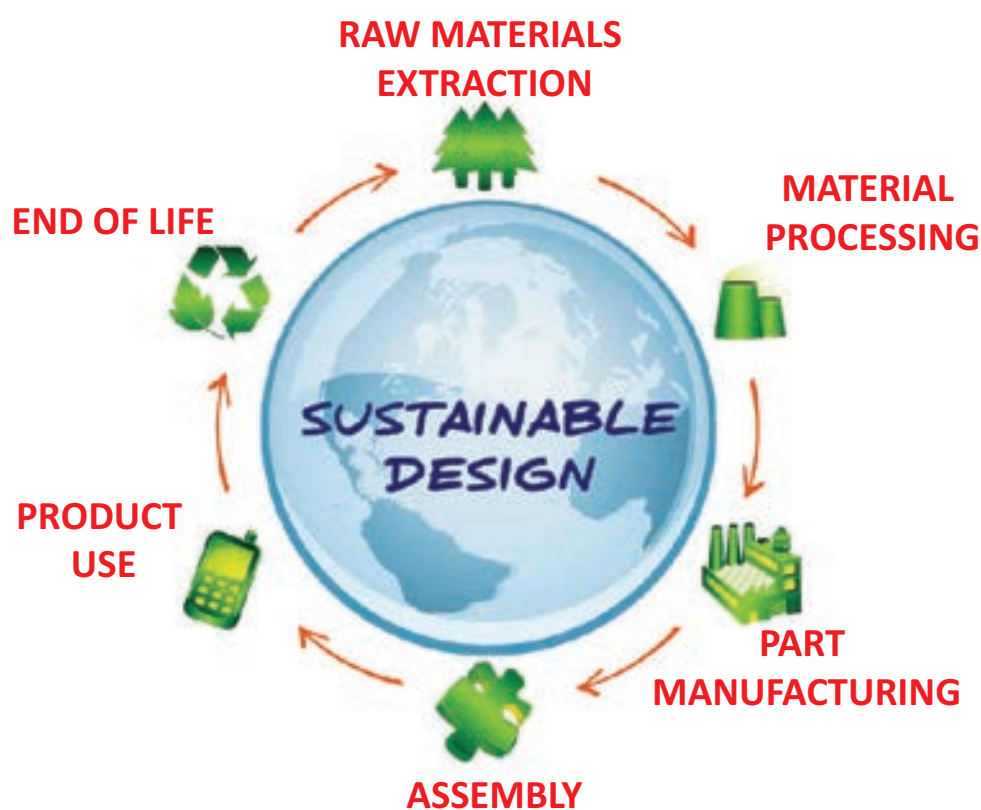 RAW MATERIALS
EXTRACTION
MATERIAL
PROCESSING
PART
MANUFACTURING
ASSEMBLY
PRODUCT
USE
END OF LIFE
SUSTAINABLE
DESIGN